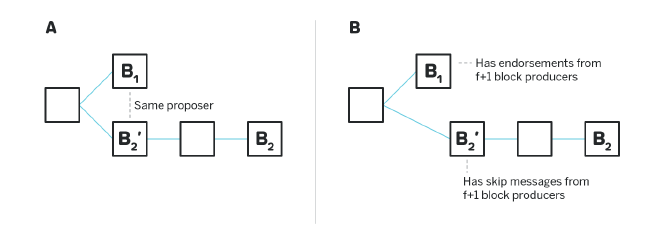 A
B₁
Same proposer
B₂'
B₂
B
B₁
Has endorsements from
f+1 block producers
B₂'
B₂
Has skip messages from
f+1 block producers